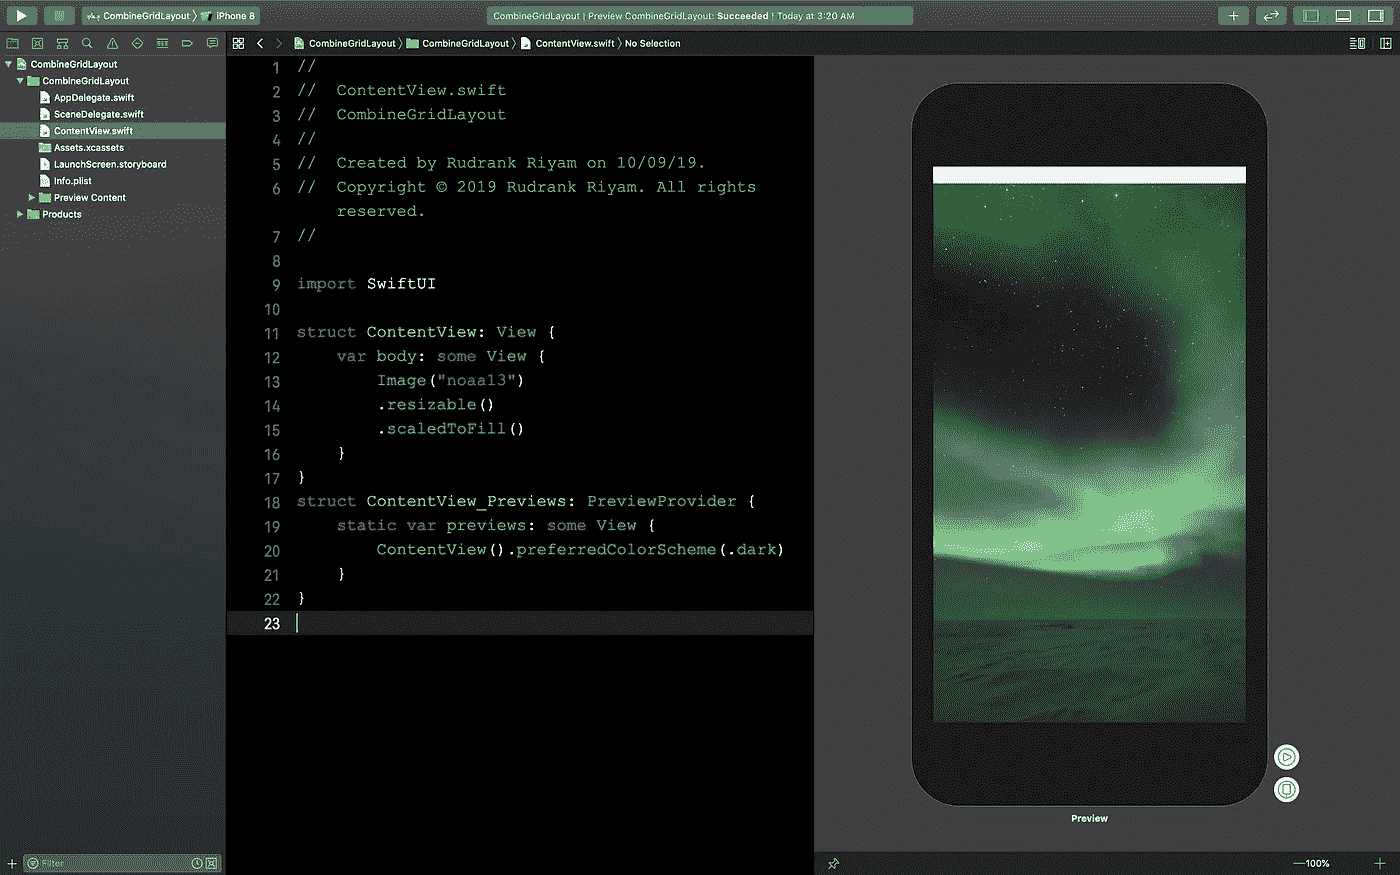 CombineGridLayout 〉 iPhone 8
CombineGridLayout | Preview CombineGridLayout: Succeeded | Today at 3:20 AM
CombineGridLayout 〉 CombineGridLayout 〉 ContentView.swift 〉 No Selection
CombineGridLayout
CombineGridLayout
AppDelegate.swift
SceneDelegate.swift
ContentView.swift
Assets.xcassets
LaunchScreen.storyboard
Info.plist
Preview Content
Products
Filter
1 //
2 //  ContentView.swift
3 //  CombineGridLayout
4 //
5 //  Created by Rudrank Riyam on 10/09/19.
6 //  Copyright © 2019 Rudrank Riyam. All rights
reserved.
7 //
8
9 import SwiftUI
10
11 struct ContentView: View {
12     var body: some View {
13         Image("noaa13")
14         .resizable()
15         .scaledToFill()
16     }
17 }
18 struct ContentView_Previews: PreviewProvider {
19     static var previews: some View {
20         ContentView().preferredColorScheme(.dark)
21     }
22 }
23
Preview
100%